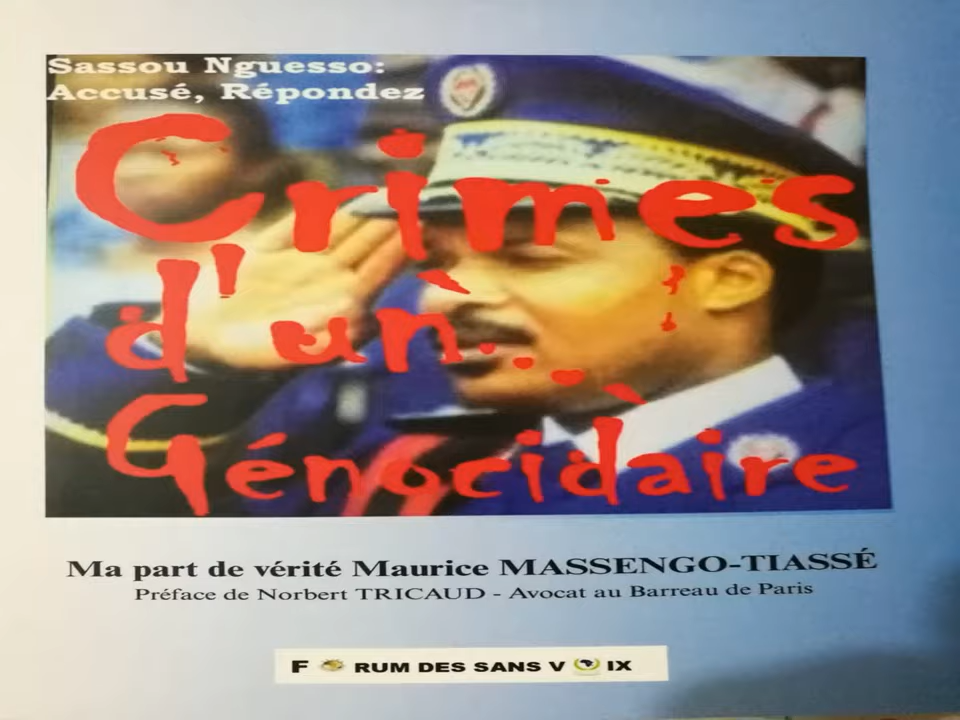 Sassou Nguesso:
Accusé, Répondez
Crimes
d'un
Génocidaire
Ma part de vérité Maurice MASSENGO-TIASSÉ
Préface de Norbert TRICAUD - Avocat au Barreau de Paris
FORUM DES SANS VOIX